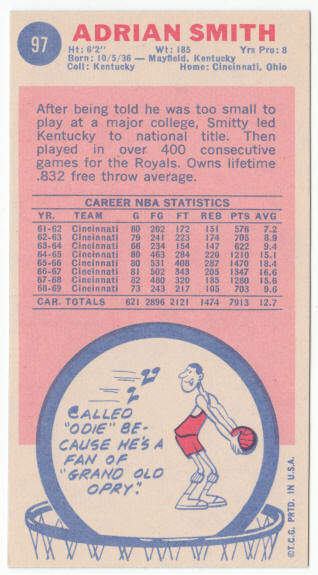 97
ADRIAN SMITH
Ht: 6'2" Wt: 185 Yrs Pro: 8
Born: 10/5/36 — Mayfield, Kentucky
Coll: Kentucky Home: Cincinnati, Ohio
After being told he was too small to
play at a major college, Smitty led
Kentucky to national title. Then
played in over 400 consecutive
games for the Royals. Owns lifetime
.832 free throw average.
CAREER NBA STATISTICS
YR. TEAM G FG FT REB PTS AVG
61-62 Cincinnati 80 202 172 151 576 7.2
62-63 Cincinnati 79 241 223 174 705 8.9
63-64 Cincinnati 66 234 154 147 622 9.4
64-65 Cincinnati 80 463 284 220 1210 15.1
65-66 Cincinnati 80 531 408 287 1470 18.4
66-67 Cincinnati 81 502 343 205 1347 16.6
67-68 Cincinnati 82 480 320 185 1280 15.6
68-69 Cincinnati 73 243 217 105 703 9.6
CAR. TOTALS 621 2896 2121 1474 7913 12.7
CALLED
"ODIE" BE-
CAUSE HE'S A
FAN OF
"GRAND OLD
OPRY."
©T.C.G. PRTD. IN U.S.A.